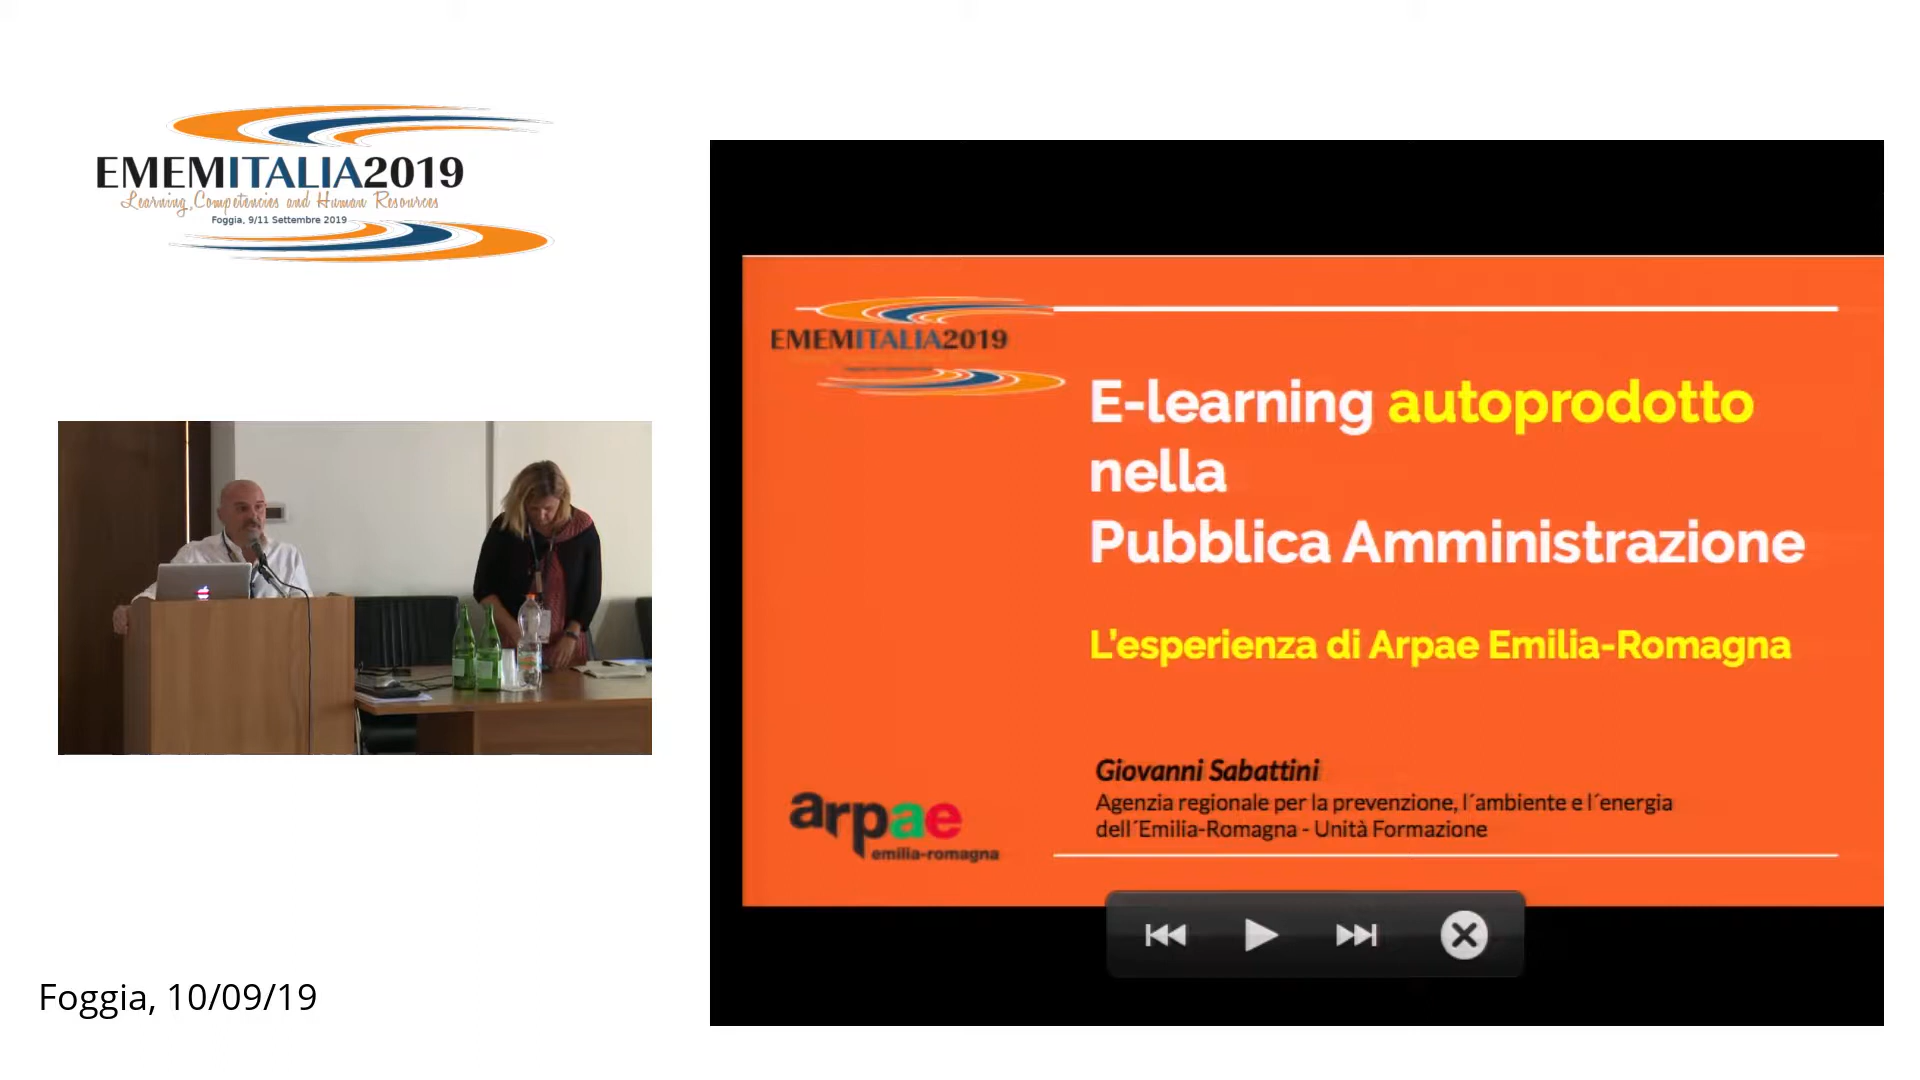 EMEMITALIA2019
Learning, Competencies and Human Resources
Foggia, 9/11 Settembre 2019
EMEMITALIA2019
E-learning autoprodotto
nella
Pubblica Amministrazione
L'esperienza di Arpae Emilia-Romagna
Giovanni Sabattini
Agenzia regionale per la prevenzione, l´ambiente e l´energia
dell´Emilia-Romagna - Unità Formazione
arpae
emilia-romagna
Foggia, 10/09/19